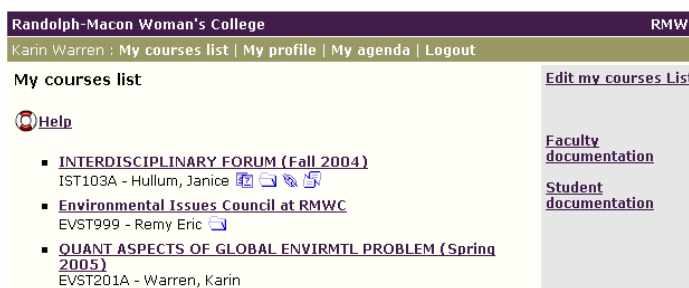 Randolph-Macon Woman's College RMW
Karin Warren : My courses list | My profile | My agenda | Logout
My courses list
Edit my courses List
Help
Faculty
documentation
Student
documentation
INTERDISCIPLINARY FORUM (Fall 2004)
IST103A - Hullum, Janice
Environmental Issues Council at RMWC
EVST999 - Remy Eric
QUANT ASPECTS OF GLOBAL ENVIRMTL PROBLEM (Spring
2005)
EVST201A - Warren, Karin